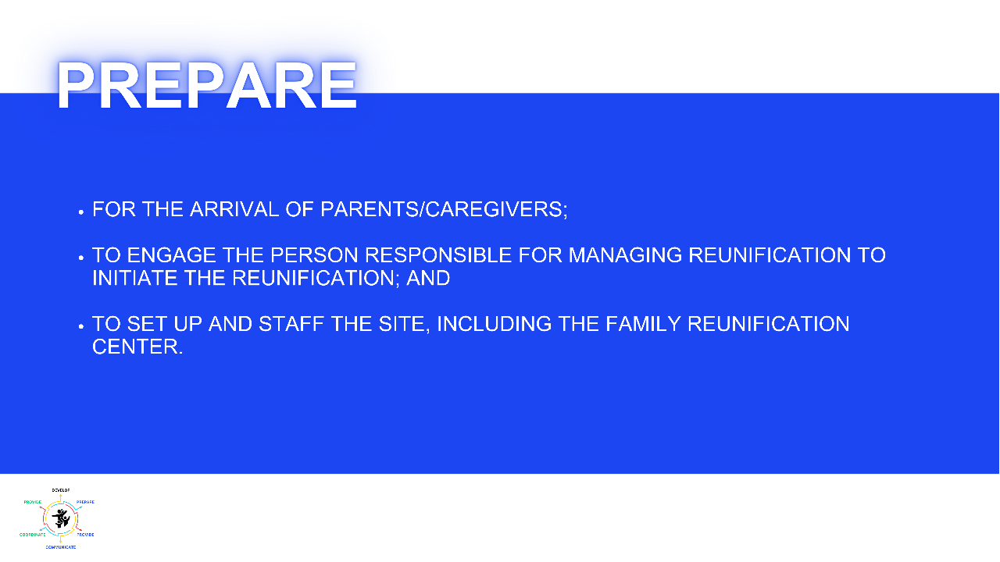 PREPARE
• FOR THE ARRIVAL OF PARENTS/CAREGIVERS;
• TO ENGAGE THE PERSON RESPONSIBLE FOR MANAGING REUNIFICATION TO
INITIATE THE REUNIFICATION; AND
• TO SET UP AND STAFF THE SITE, INCLUDING THE FAMILY REUNIFICATION
CENTER.
DEVELOP
PROVIDE
PREPARE
COORDINATE
PROVIDE
COMMUNICATE